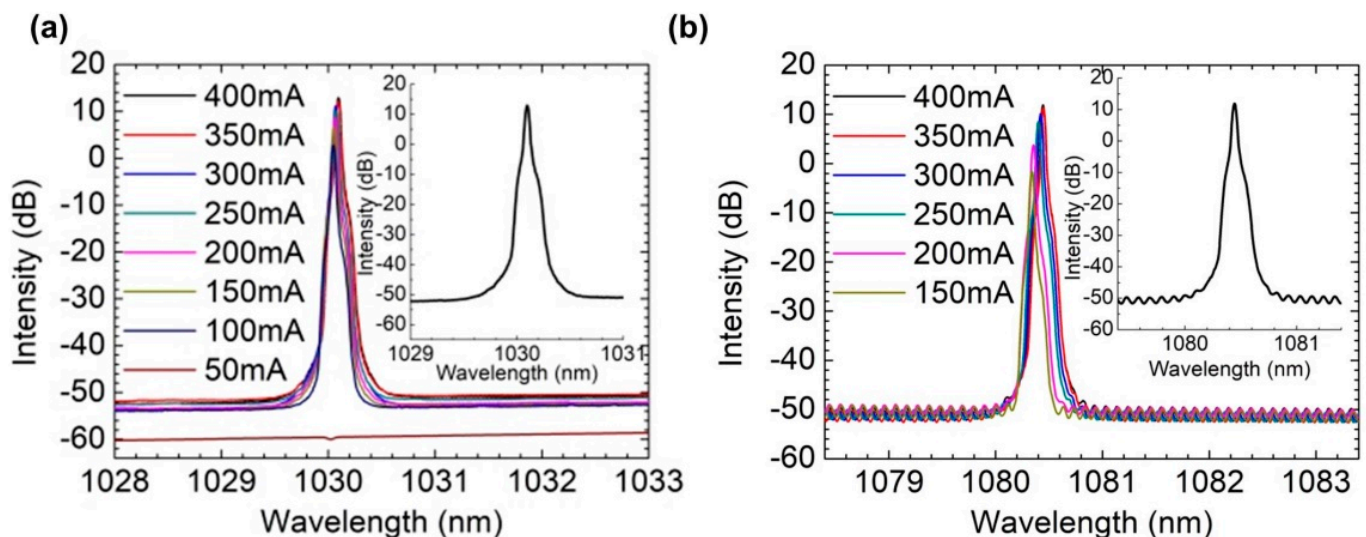 (a)
20
10
0
-10
-20
-30
-40
-50
-60
Intensity (dB)
400mA
350mA
300mA
250mA
200mA
150mA
100mA
50mA
1028 1029 1030 1031 1032 1033
Wavelength (nm)
20
10
0
-10
-20
-30
-40
-50
-60
Intensity (dB)
1029 1030 1031
Wavelength (nm)
(b)
20
10
0
-10
-20
-30
-40
-50
-60
Intensity (dB)
400mA
350mA
300mA
250mA
200mA
150mA
1079 1080 1081 1082 1083
Wavelength (nm)
20
10
0
-10
-20
-30
-40
-50
-60
Intensity (dB)
1080 1081
Wavelength (nm)